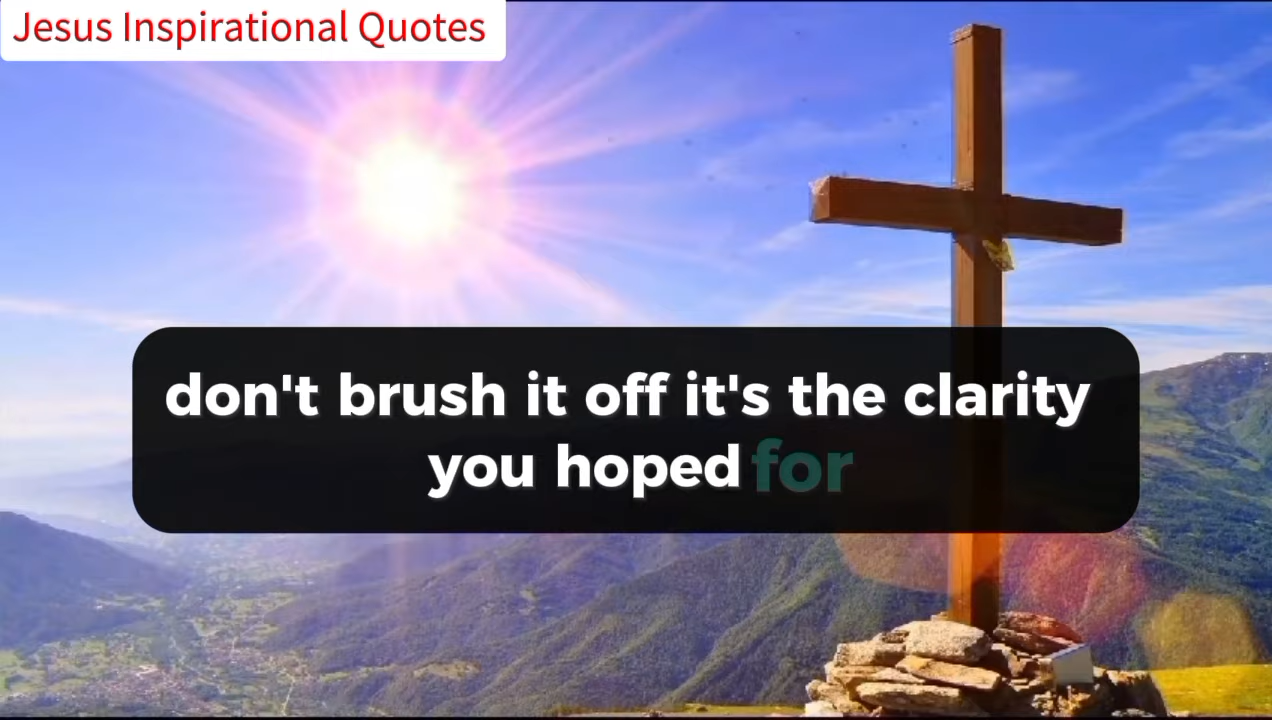 Jesus Inspirational Quotes
don't brush it off it's the clarity
you hoped for